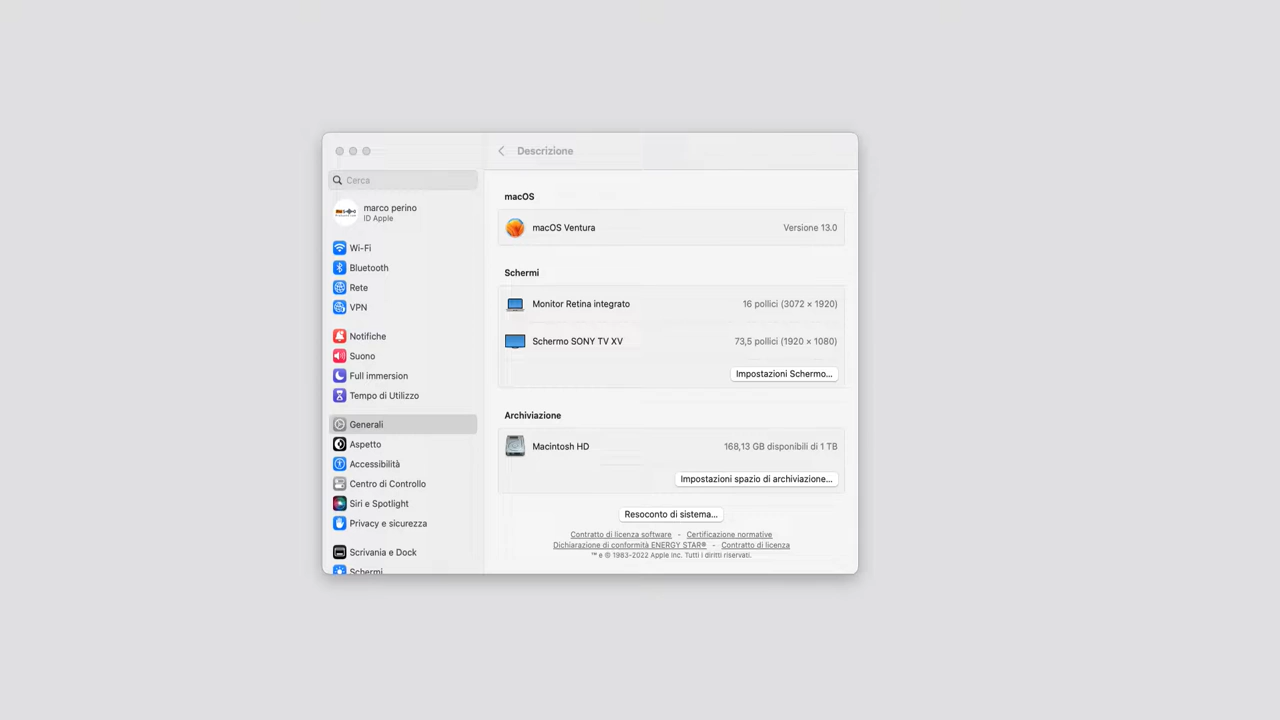 Descrizione
Cerca
marco perino
ID Apple
Wi-Fi
Bluetooth
Rete
VPN
Notifiche
Suono
Full immersion
Tempo di Utilizzo
Generali
Aspetto
Accessibilità
Centro di Controllo
Siri e Spotlight
Privacy e sicurezza
Scrivania e Dock
Schermi
macOS
macOS Ventura Versione 13.0
Schermi
Monitor Retina integrato 16 pollici (3072 × 1920)
Schermo SONY TV XV 73,5 pollici (1920 × 1080)
Impostazioni Schermo...
Archiviazione
Macintosh HD 168,13 GB disponibili di 1 TB
Impostazioni spazio di archiviazione...
Resoconto di sistema...
Contratto di licenza software - Certificazione normative
Dichiarazione di conformità ENERGY STAR® - Contratto di licenza
™ e © 1983-2022 Apple Inc. Tutti i diritti riservati.